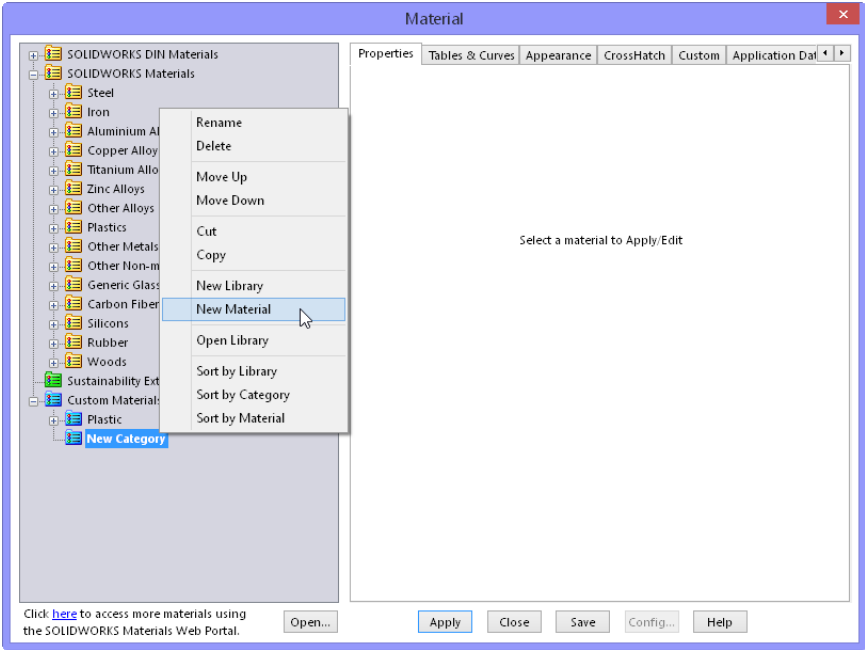 Material
SOLIDWORKS DIN Materials
SOLIDWORKS Materials
Steel
Iron
Aluminium Al
Copper Alloy
Titanium Allo
Zinc Alloys
Other Alloys
Plastics
Other Metals
Other Non-m
Generic Glass
Carbon Fiber
Silicons
Rubber
Woods
Sustainability Ext
Custom Materials
Plastic
New Category
Rename
Delete
Move Up
Move Down
Cut
Copy
New Library
New Material
Open Library
Sort by Library
Sort by Category
Sort by Material
Properties Tables & Curves Appearance CrossHatch Custom Application Dat
Select a material to Apply/Edit
Click here to access more materials using
the SOLIDWORKS Materials Web Portal.
Open... Apply Close Save Config... Help